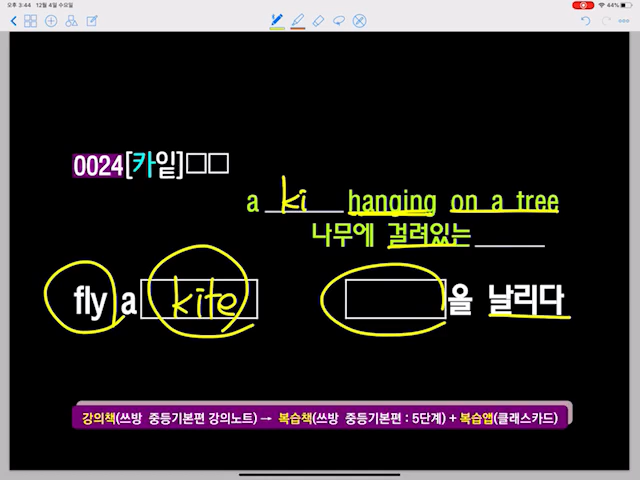 오후 3:44 12월 4일 수요일 44%
0024[카잍]□□
a ki hanging on a tree
나무에 걸려있는
fly a kite 을 날리다
강의책(쓰방 중등기본편 강의노트) → 복습책(쓰방 중등기본편 : 5단계) + 복습앱(클래스카드)